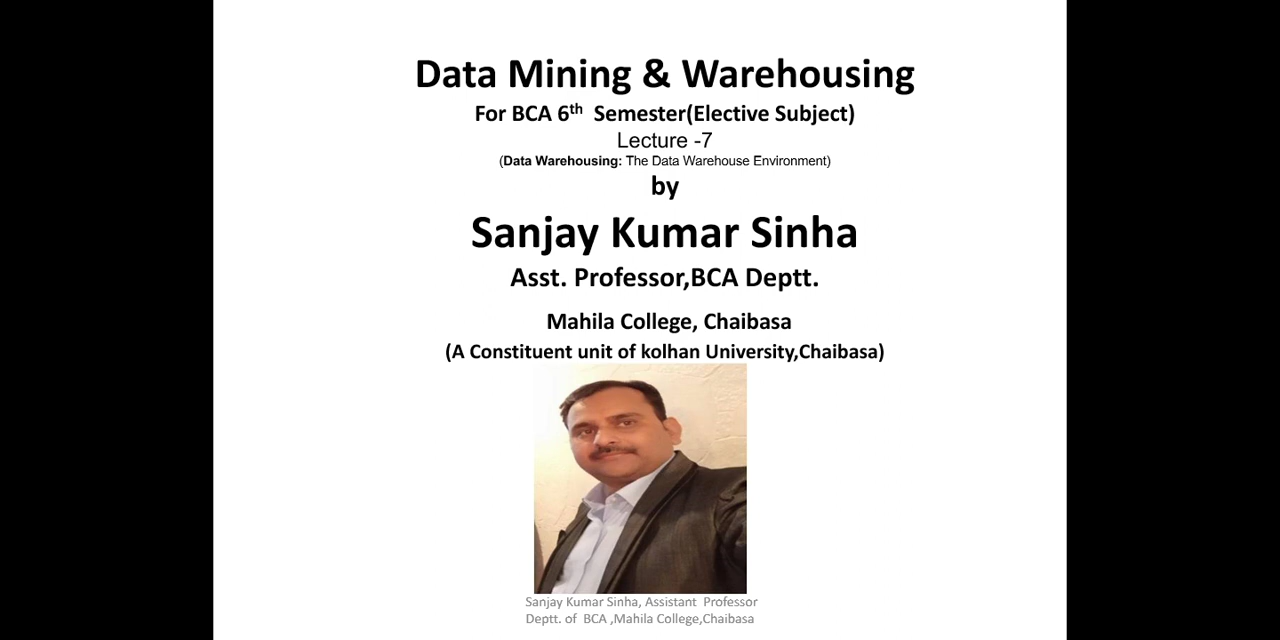 Data Mining & Warehousing
For BCA 6th Semester(Elective Subject)
Lecture -7
(Data Warehousing: The Data Warehouse Environment)
by
Sanjay Kumar Sinha
Asst. Professor,BCA Deptt.
Mahila College, Chaibasa
(A Constituent unit of kolhan University,Chaibasa)
Sanjay Kumar Sinha, Assistant Professor
Deptt. of BCA ,Mahila College,Chaibasa